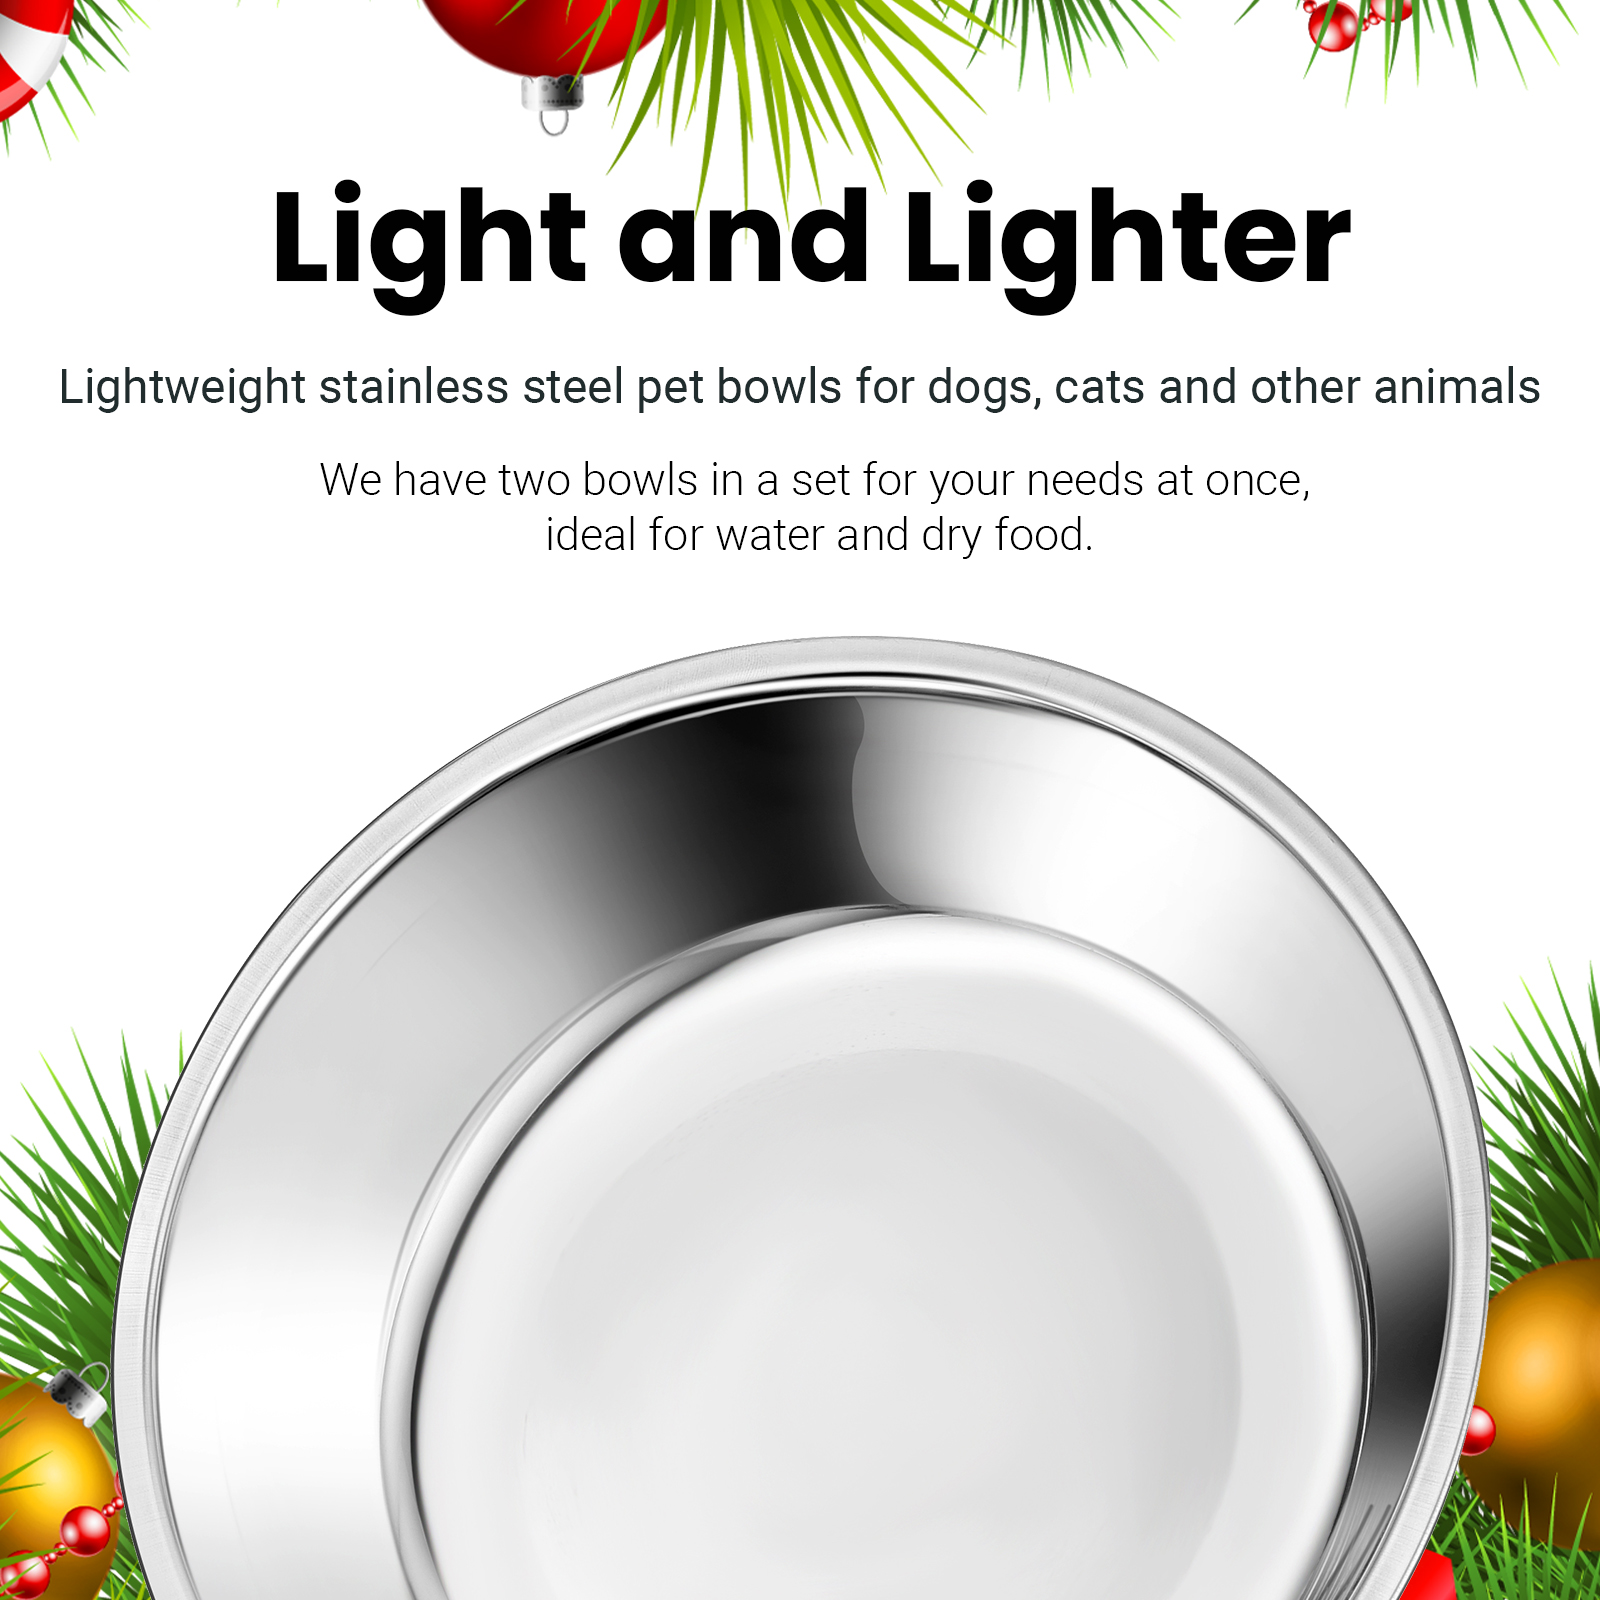 Light and Lighter
Lightweight stainless steel pet bowls for dogs, cats and other animals
We have two bowls in a set for your needs at once,
ideal for water and dry food.